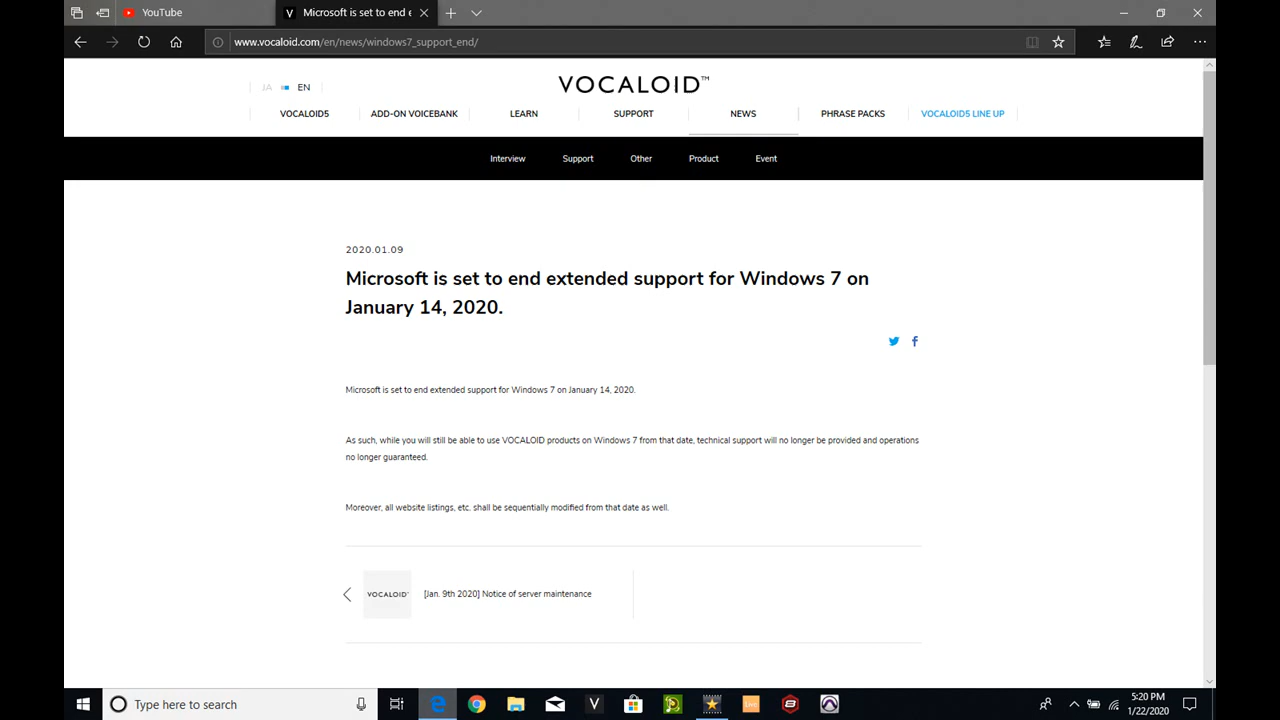 YouTube
V Microsoft is set to end e
www.vocaloid.com/en/news/windows7_support_end/
JA EN
VOCALOID™
VOCALOID5 ADD-ON VOICEBANK LEARN SUPPORT NEWS PHRASE PACKS VOCALOID5 LINE UP
Interview Support Other Product Event
2020.01.09
Microsoft is set to end extended support for Windows 7 on
January 14, 2020.
Microsoft is set to end extended support for Windows 7 on January 14, 2020.
As such, while you will still be able to use VOCALOID products on Windows 7 from that date, technical support will no longer be provided and operations
no longer guaranteed.
Moreover, all website listings, etc. shall be sequentially modified from that date as well.
VOCALOID™ [Jan. 9th 2020] Notice of server maintenance
Type here to search
V
Live
5:20 PM
1/22/2020